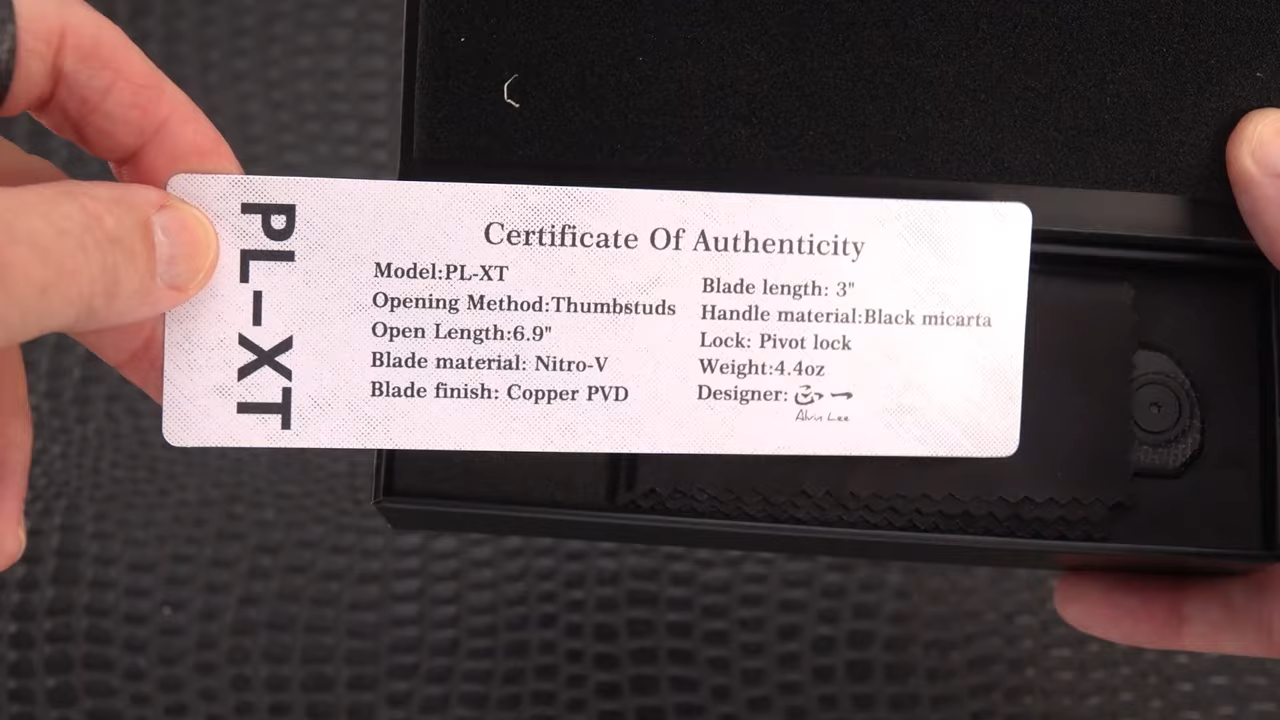 PL-XT
Certificate Of Authenticity
Model:PL-XT
Opening Method:Thumbstuds
Open Length:6.9"
Blade material: Nitro-V
Blade finish: Copper PVD
Blade length: 3"
Handle material:Black micarta
Lock: Pivot lock
Weight:4.4oz
Designer:
Alvin Lee